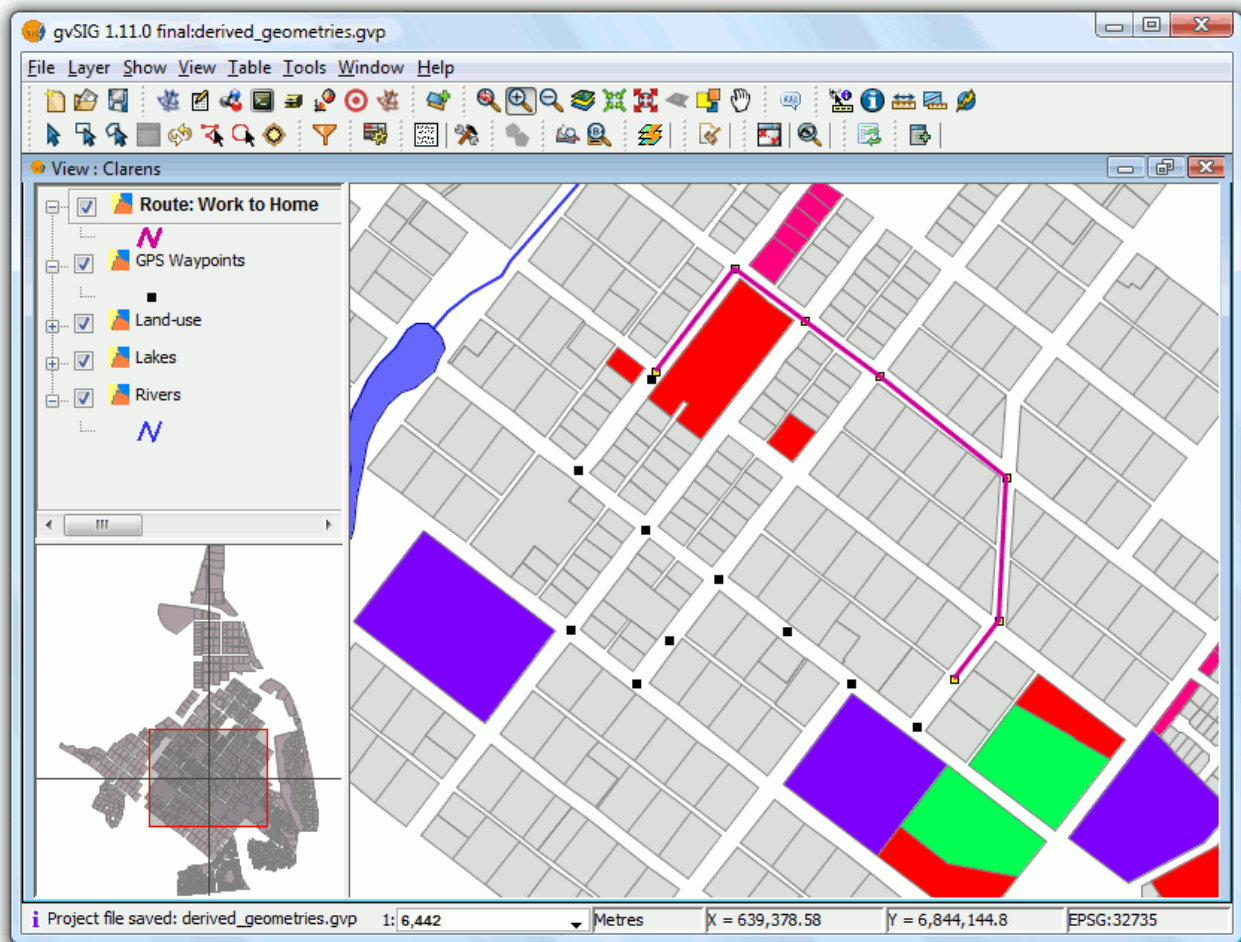 gvSIG 1.11.0 final:derived_geometries.gvp
File Layer Show View Table Tools Window Help
View : Clarens
Route: Work to Home
GPS Waypoints
Land-use
Lakes
Rivers
Project file saved: derived_geometries.gvp 1: 6,442 Metres X = 639,378.58 Y = 6,844,144.8 EPSG:32735